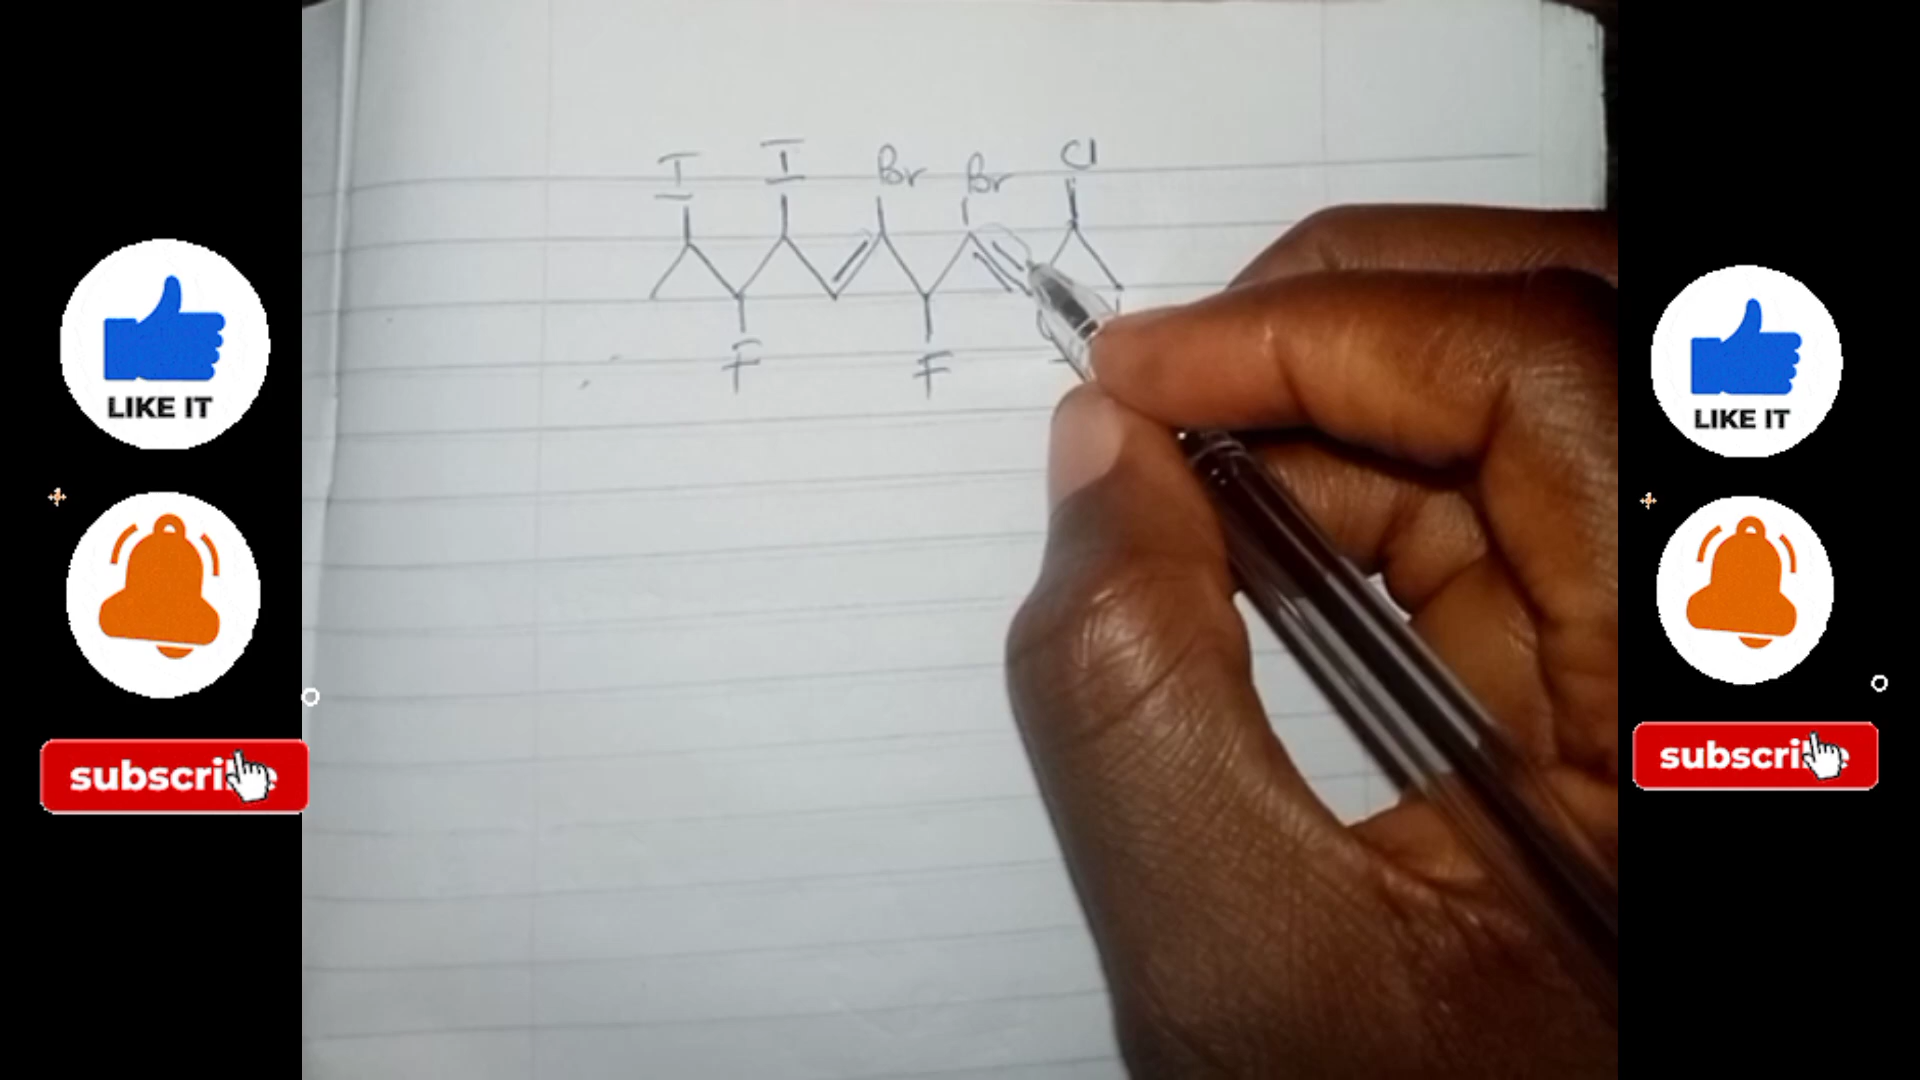 I I Br Br Cl
F F
LIKE IT LIKE IT
subscri e subscri e